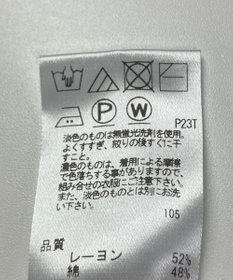 P W
P23T
淡色のものは無蛍光洗剤を使用。
よくすすぎ、絞りの後すぐに干
すこと。
濃色のものは、着用による摩擦
で色落ちする事がありますので、
組み合せの衣服にご注意下さい。
また、淡色のものとは別にお洗
い下さい。
105
品質
レーヨン 52%
綿 48%